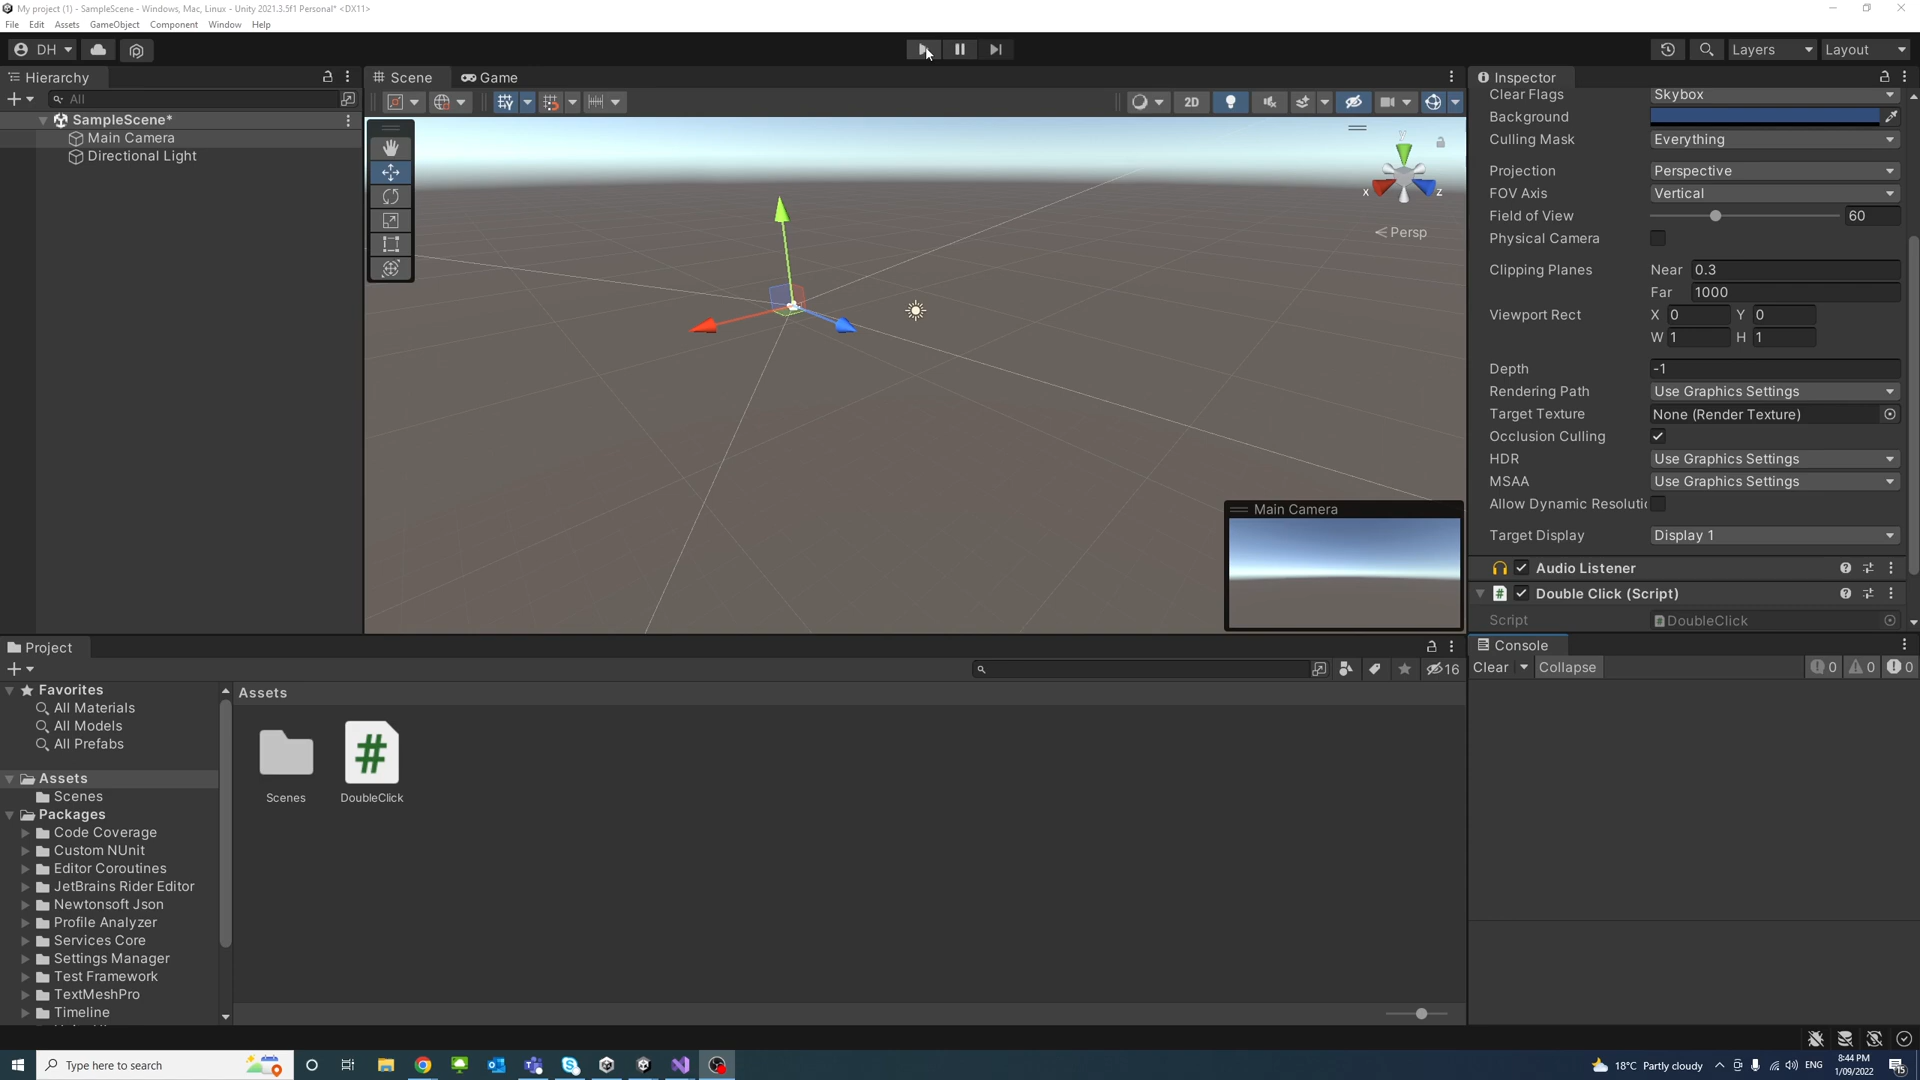 My project (1) - SampleScene - Windows, Mac, Linux - Unity 2021.3.5f1 Personal* <DX11>
File Edit Assets GameObject Component Window Help
DH
Layers
Layout
Hierarchy
Scene
Game
Inspector
All
2D
SampleScene*
Main Camera
Directional Light
y
x
z
Persp
Main Camera
Clear Flags Skybox
Background
Culling Mask Everything
Projection Perspective
FOV Axis Vertical
Field of View 60
Physical Camera
Clipping Planes Near 0.3
Far 1000
Viewport Rect X 0 Y 0
W 1 H 1
Depth -1
Rendering Path Use Graphics Settings
Target Texture None (Render Texture)
Occlusion Culling
HDR Use Graphics Settings
MSAA Use Graphics Settings
Allow Dynamic Resoluti
Target Display Display 1
Audio Listener
# Double Click (Script)
Script DoubleClick
Project
16
Console
Clear Collapse 0 0 0
Favorites
All Materials
All Models
All Prefabs
Assets
Scenes
Packages
Code Coverage
Custom NUnit
Editor Coroutines
JetBrains Rider Editor
Newtonsoft Json
Profile Analyzer
Services Core
Settings Manager
Test Framework
TextMeshPro
Timeline
Assets
#
Scenes
DoubleClick
Type here to search
18°C Partly cloudy
ENG
8:44 PM
1/09/2022
15